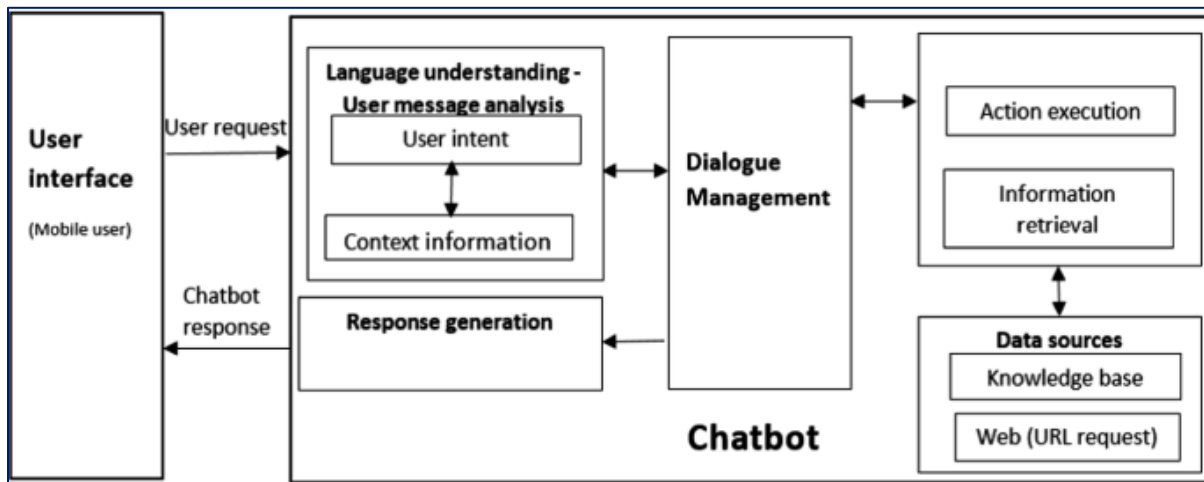 User
interface
(Mobile user)
User request
Chatbot
response
Language understanding -
User message analysis
User intent
Context information
Response generation
Dialogue
Management
Action execution
Information
retrieval
Data sources
Knowledge base
Web (URL request)
Chatbot